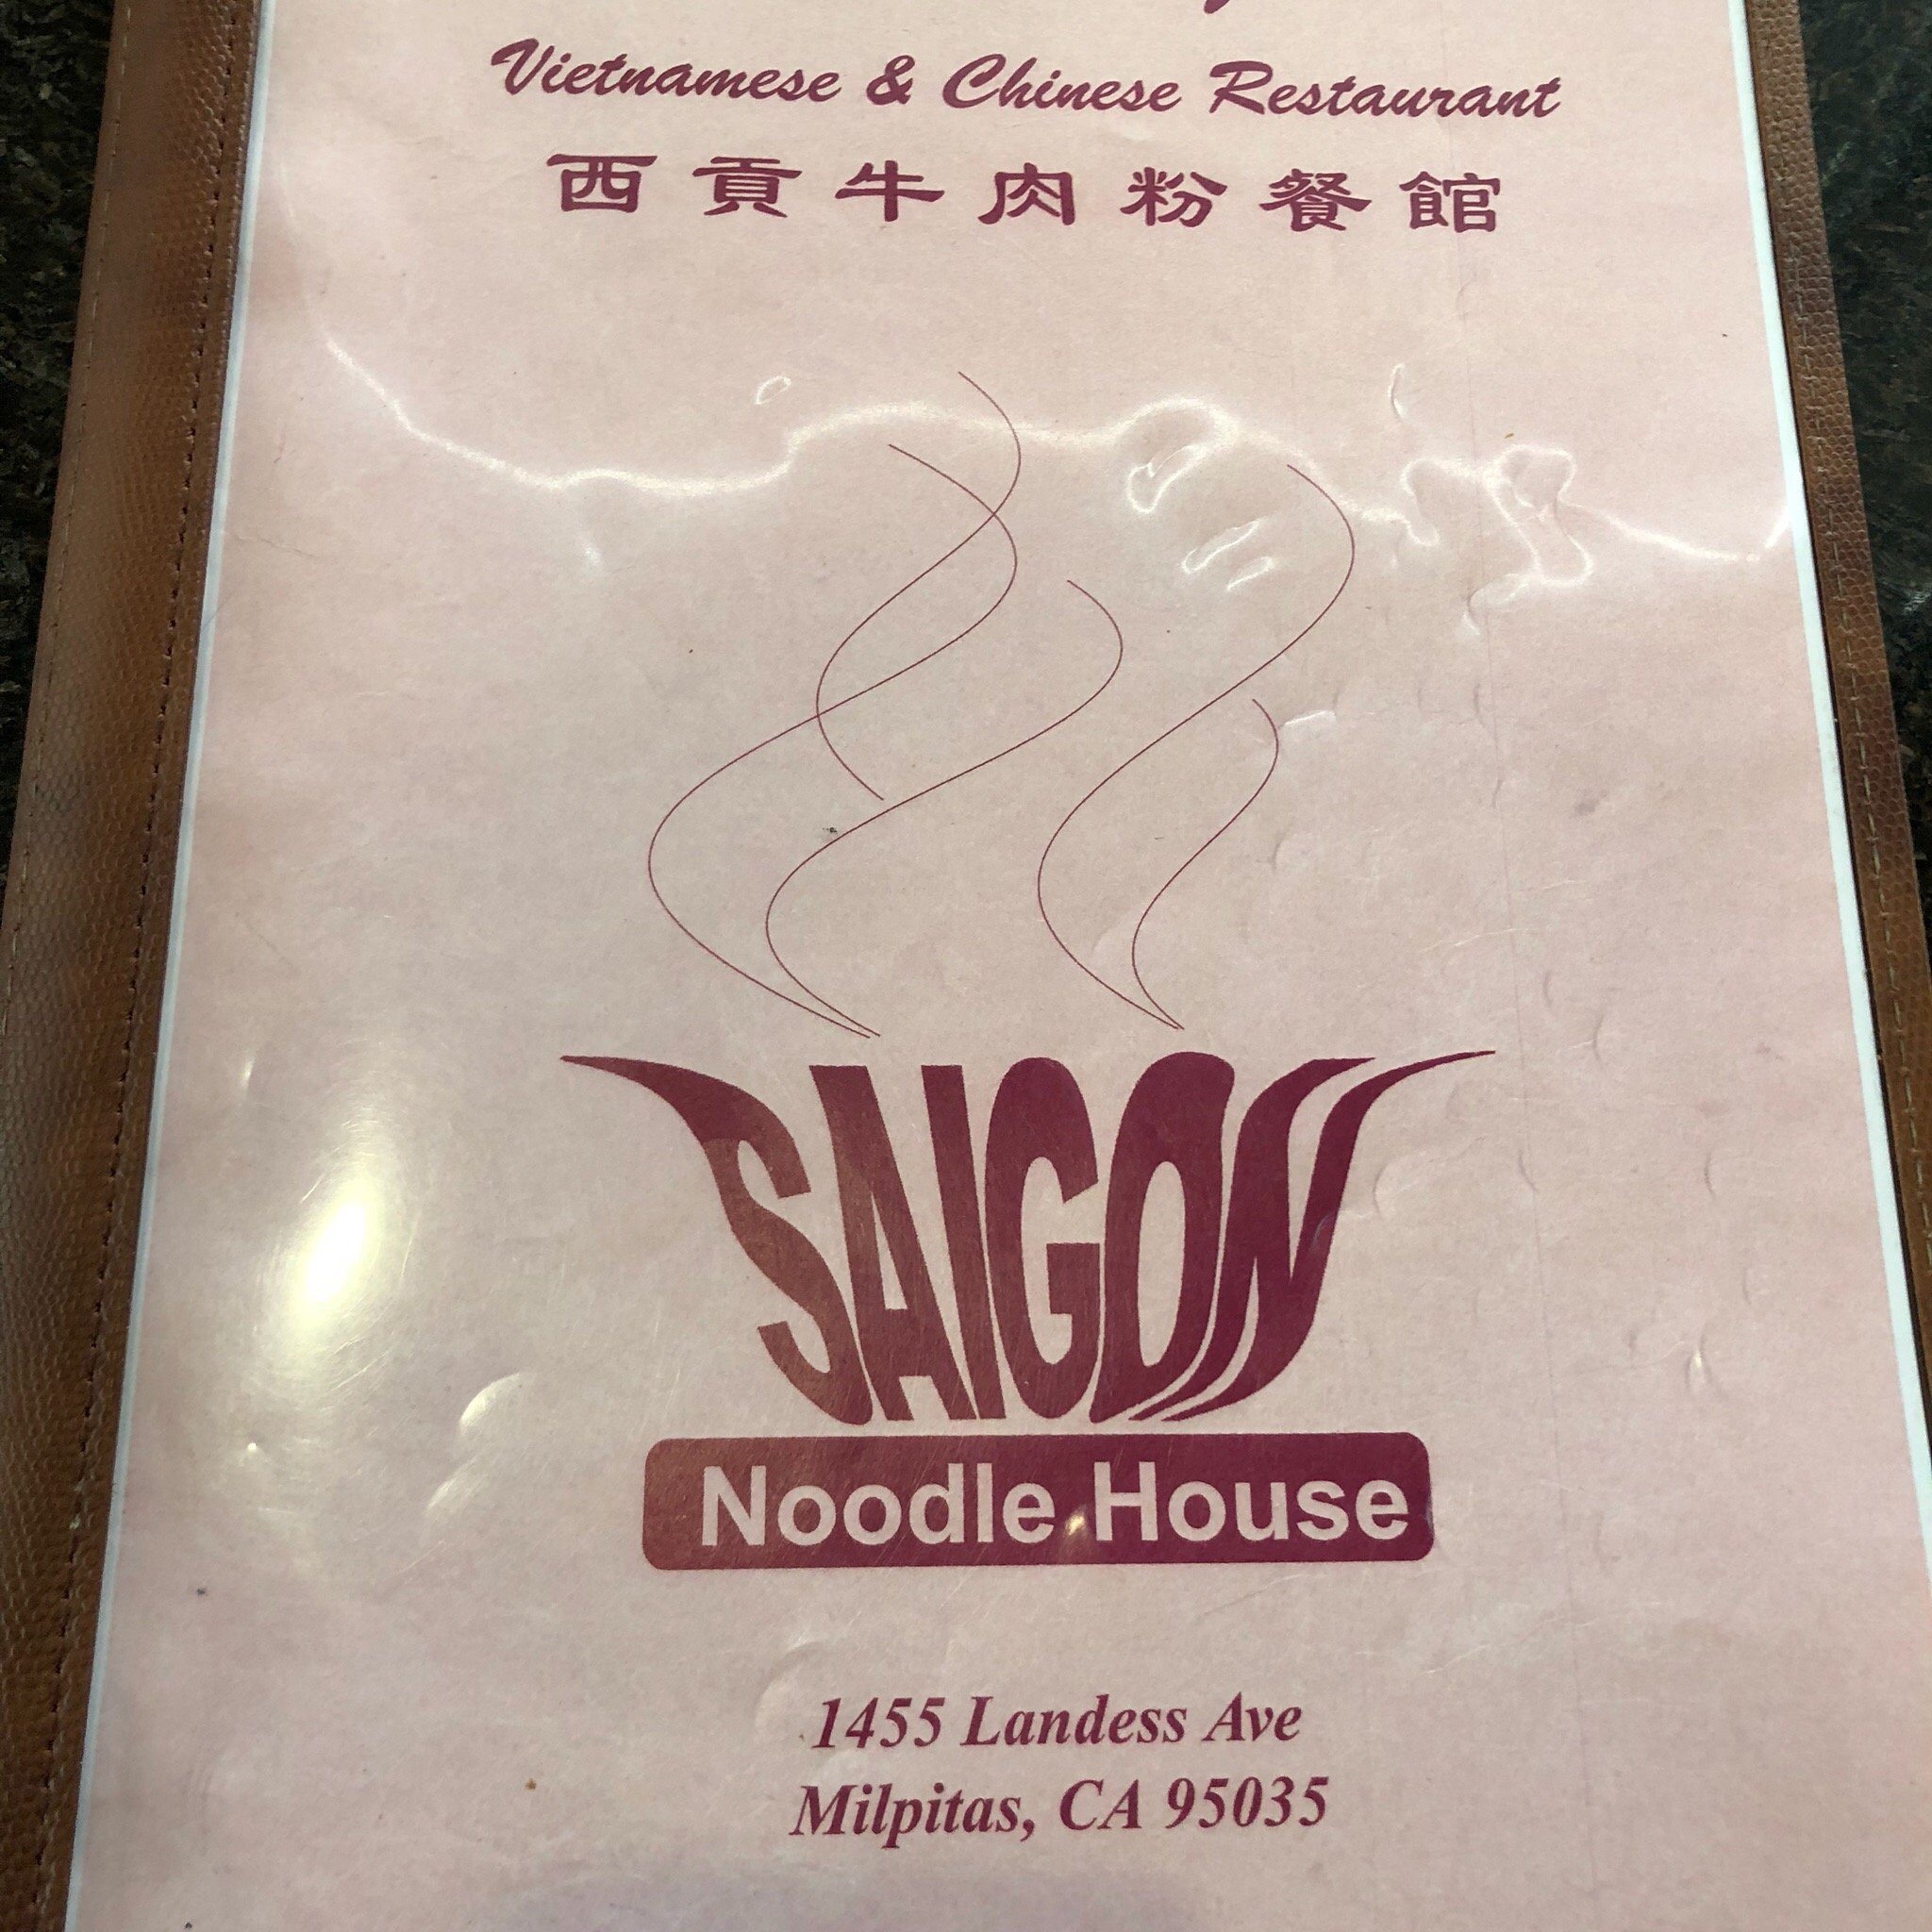 Vietnamese & Chinese Restaurant
西貢牛肉粉餐館
SAIGON
Noodle House
1455 Landess Ave
Milpitas, CA 95035